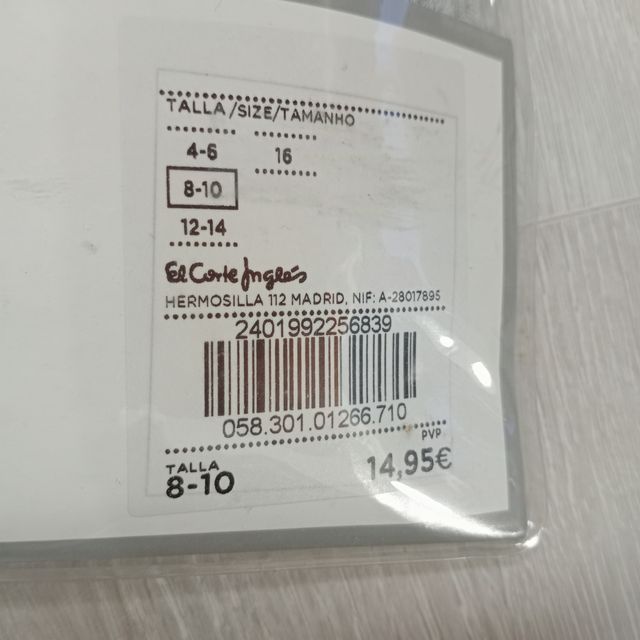 TALLA/SIZE/TAMANHO
4-6 16
8-10
12-14
El Corte Inglés
HERMOSILLA 112 MADRID, NIF: A-28017895
2401992256839
058.301.01266.710
PVP
TALLA
8-10 14,95€